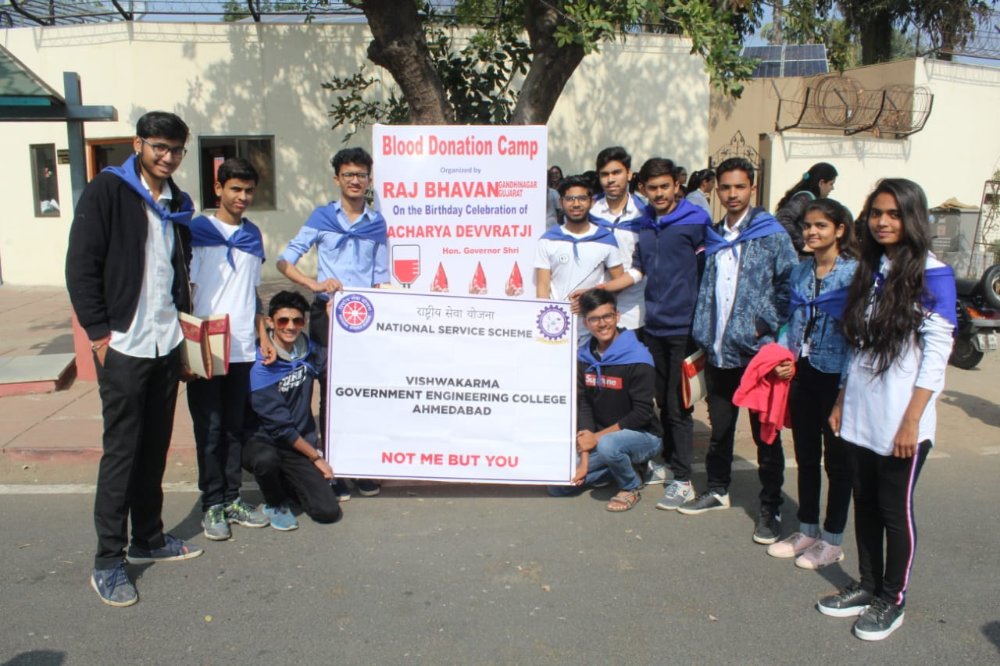 Blood Donation Camp
Organized by
RAJ BHAVAN GANDHINAGAR GUJARAT
On the Birthday Celebration of
ACHARYA DEVVRATJI
Hon. Governor Shri
राष्ट्रीय सेवा योजना
NATIONAL SERVICE SCHEME
VISHWAKARMA
GOVERNMENT ENGINEERING COLLEGE
AHMEDABAD
NOT ME BUT YOU
Supreme